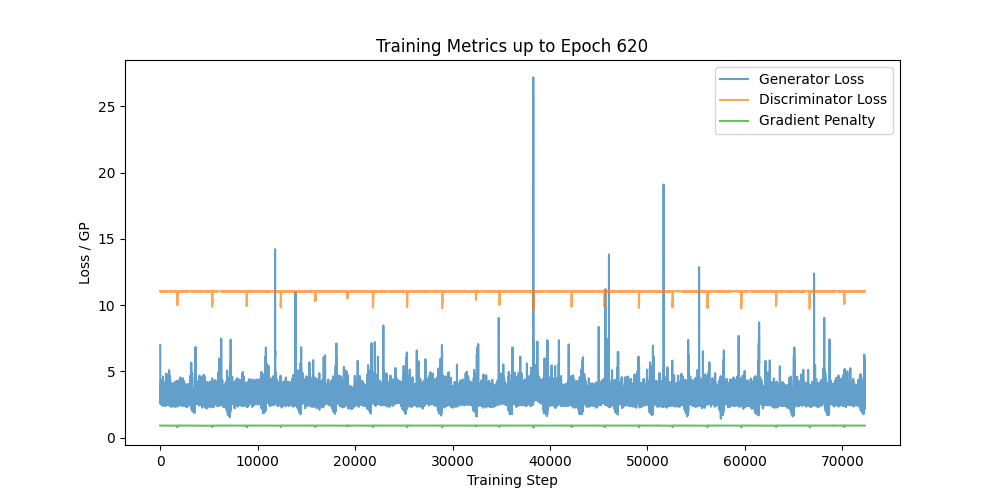 Training Metrics up to Epoch 620
Generator Loss
Discriminator Loss
Gradient Penalty
Loss / GP
25
20
15
10
5
0
0 10000 20000 30000 40000 50000 60000 70000
Training Step